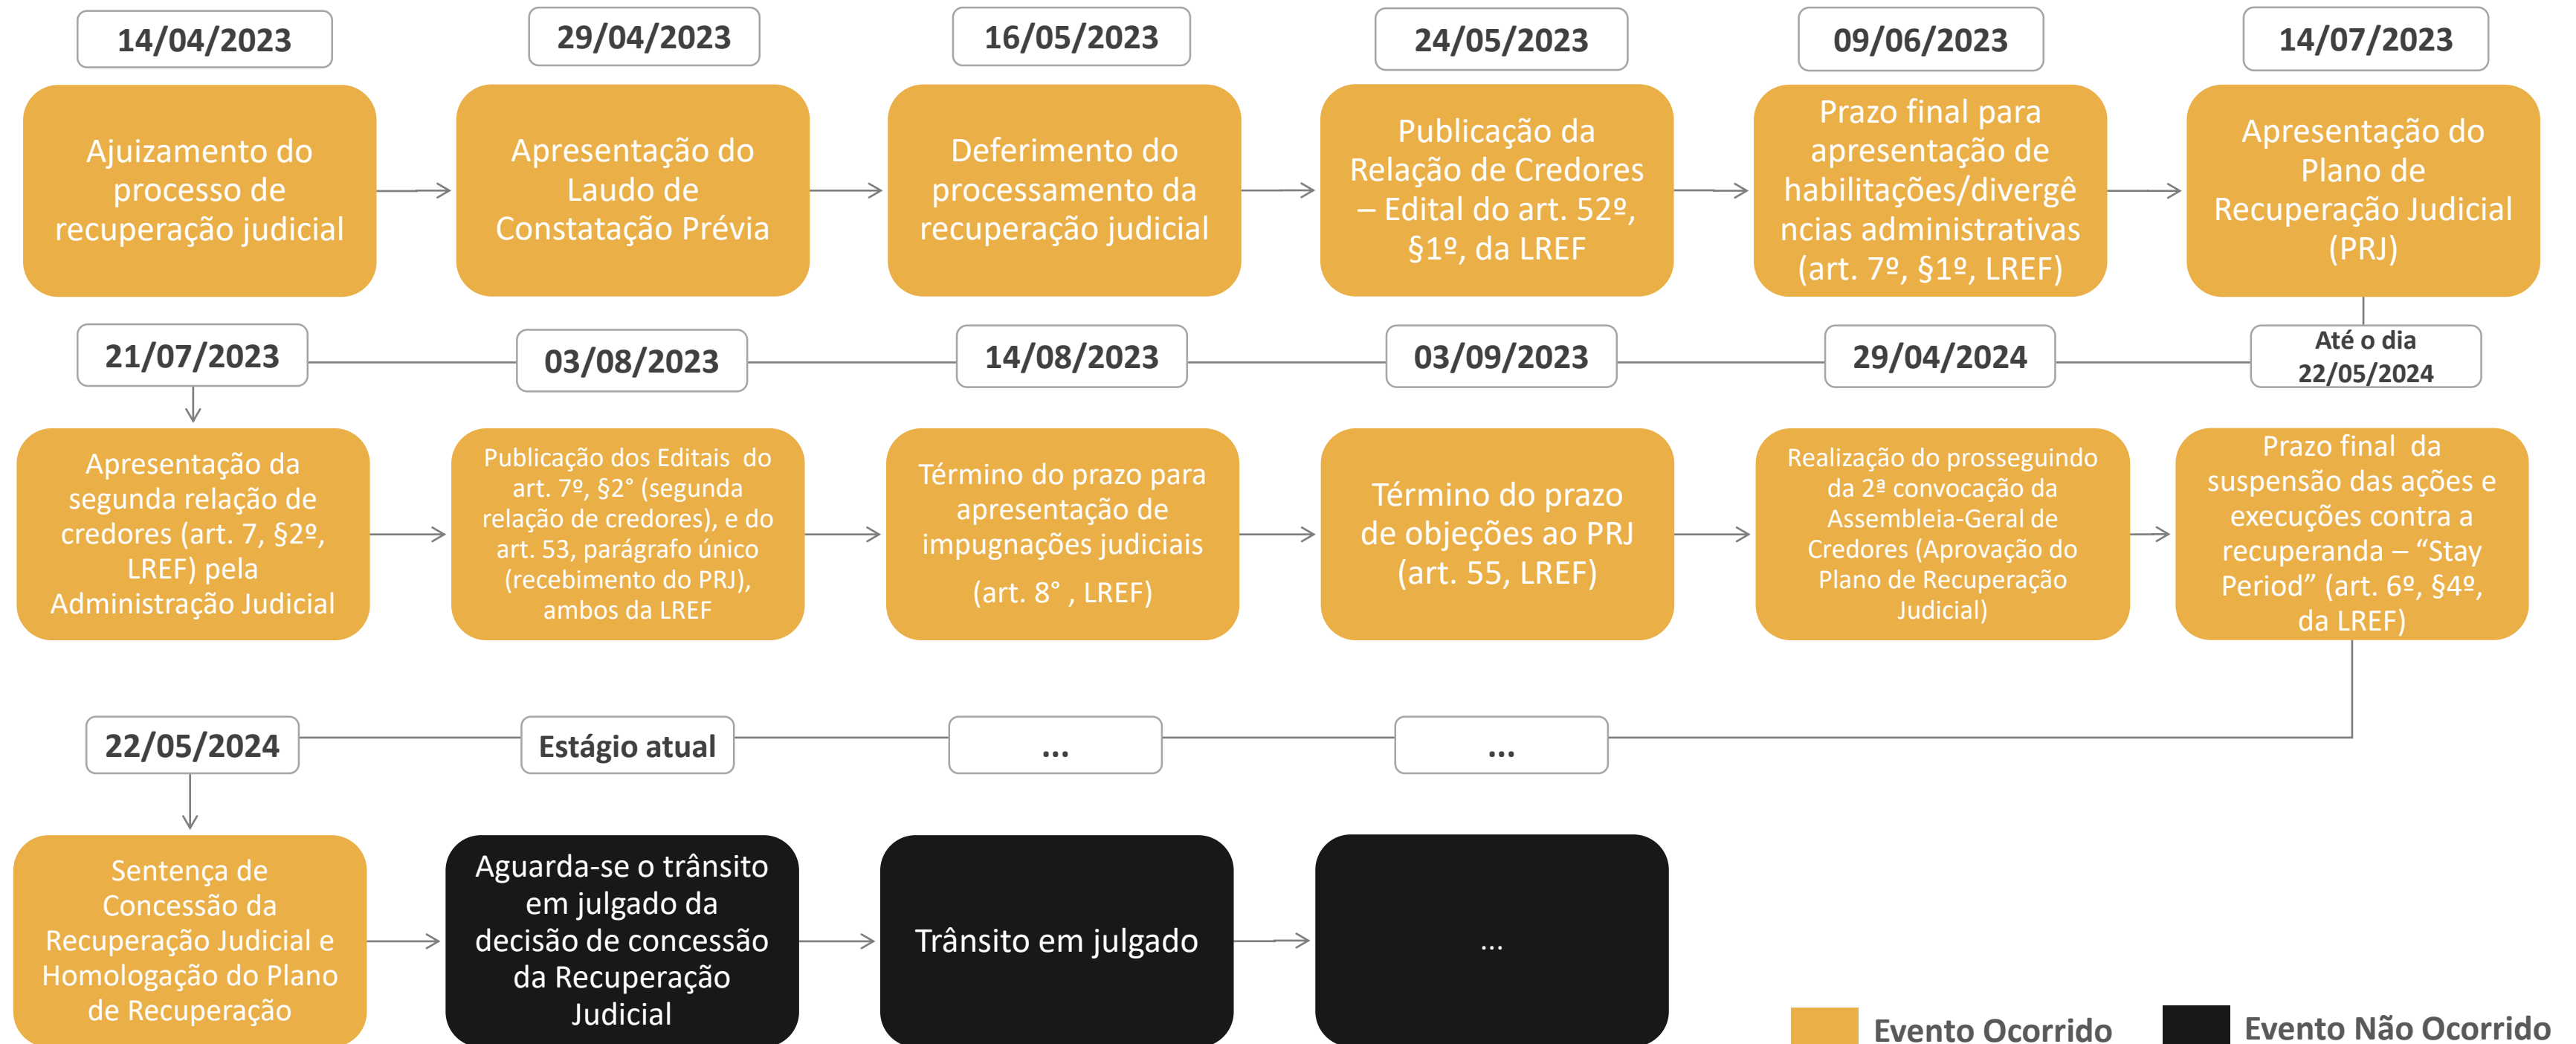 14/04/2023
29/04/2023
16/05/2023
24/05/2023
09/06/2023
14/07/2023
Ajuizamento do
processo de
recuperação judicial
Apresentação do
Laudo de
Constatação Prévia
Deferimento do
processamento da
recuperação judicial
Publicação da
Relação de Credores
– Edital do art. 52º,
§1º, da LREF
Prazo final para
apresentação de
habilitações/divergê
ncias administrativas
(art. 7º, §1º, LREF)
Apresentação do
Plano de
Recuperação Judicial
(PRJ)
21/07/2023
03/08/2023
14/08/2023
03/09/2023
29/04/2024
Até o dia
22/05/2024
Apresentação da
segunda relação de
credores (art. 7, §2º,
LREF) pela
Administração Judicial
Publicação dos Editais do
art. 7º, §2° (segunda
relação de credores), e do
art. 53, parágrafo único
(recebimento do PRJ),
ambos da LREF
Término do prazo para
apresentação de
impugnações judiciais
(art. 8° , LREF)
Término do prazo
de objeções ao PRJ
(art. 55, LREF)
Realização do prosseguindo
da 2ª convocação da
Assembleia-Geral de
Credores (Aprovação do
Plano de Recuperação
Judicial)
Prazo final da
suspensão das ações e
execuções contra a
recuperanda – “Stay
Period” (art. 6º, §4º,
da LREF)
22/05/2024
Estágio atual
...
...
Sentença de
Concessão da
Recuperação Judicial e
Homologação do Plano
de Recuperação
Aguarda-se o trânsito
em julgado da
decisão de concessão
da Recuperação
Judicial
Trânsito em julgado
...
Evento Ocorrido
Evento Não Ocorrido